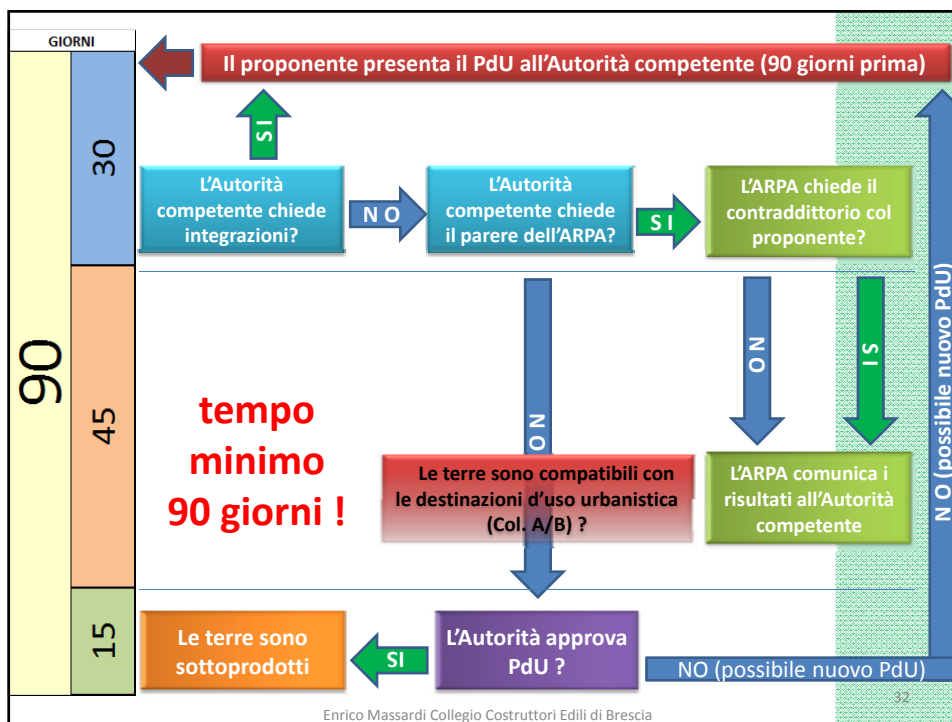 GIORNI
90
30
45
15
Il proponente presenta il PdU all'Autorità competente (90 giorni prima)
S I
L'Autorità
competente chiede
integrazioni?
N O
L'Autorità
competente chiede
il parere dell'ARPA?
S I
L'ARPA chiede il
contraddittorio col
proponente?
N O
N O
S I
N O (possibile nuovo PdU)
tempo
minimo
90 giorni !
Le terre sono compatibili con
le destinazioni d'uso urbanistica
(Col. A/B) ?
L'ARPA comunica i
risultati all'Autorità
competente
Le terre sono
sottoprodotti
SI
L'Autorità approva
PdU ?
NO (possibile nuovo PdU)
32
Enrico Massardi Collegio Costruttori Edili di Brescia